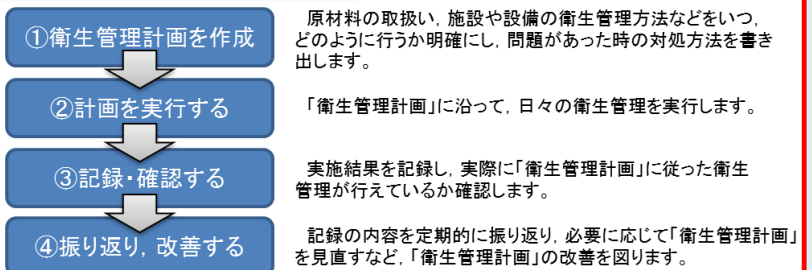 ①衛生管理計画を作成
原材料の取扱い，施設や設備の衛生管理方法などをいつ，
どのように行うか明確にし，問題があった時の対処方法を書き
出します。
②計画を実行する
「衛生管理計画」に沿って，日々の衛生管理を実行します。
③記録・確認する
実施結果を記録し，実際に「衛生管理計画」に従った衛生
管理が行えているか確認します。
④振り返り，改善する
記録の内容を定期的に振り返り，必要に応じて「衛生管理計画」
を見直すなど，「衛生管理計画」の改善を図ります。